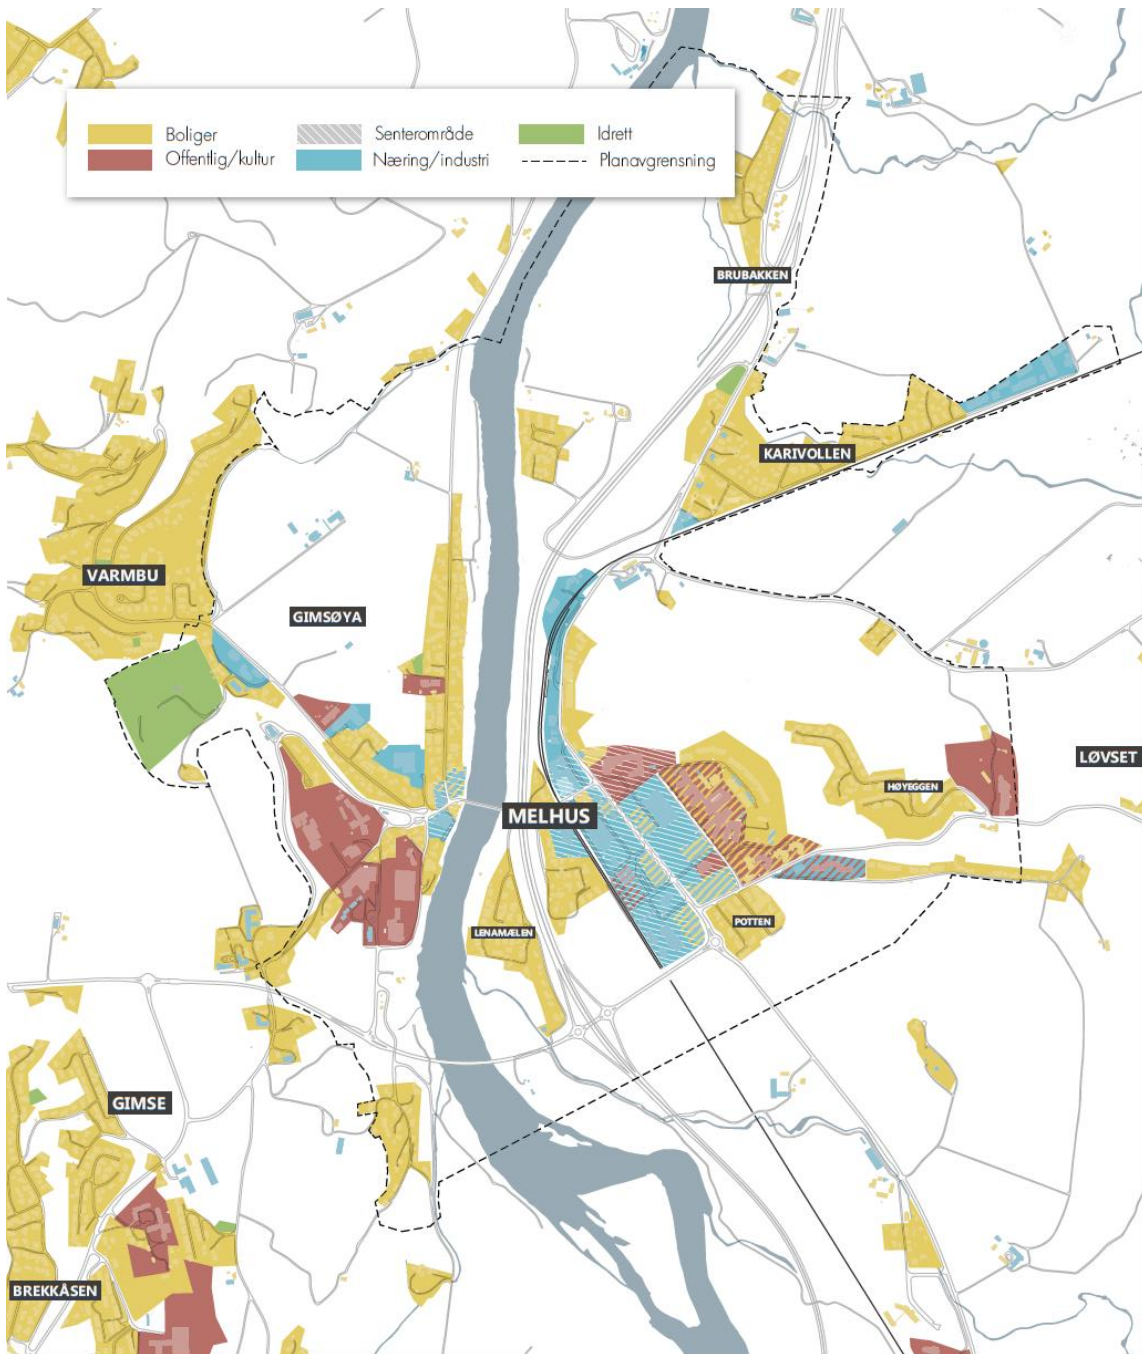 Boliger
Senterområde
Idrett
Offentlig/kultur
Næring/industri
Planavgrensning
BRUBAKKEN
KARIVOLLEN
VARMBU
GIMSØYA
LØVSET
HØYEGGEN
MELHUS
POTTEN
LENAMÆLEN
GIMSE
BREKKÅSEN